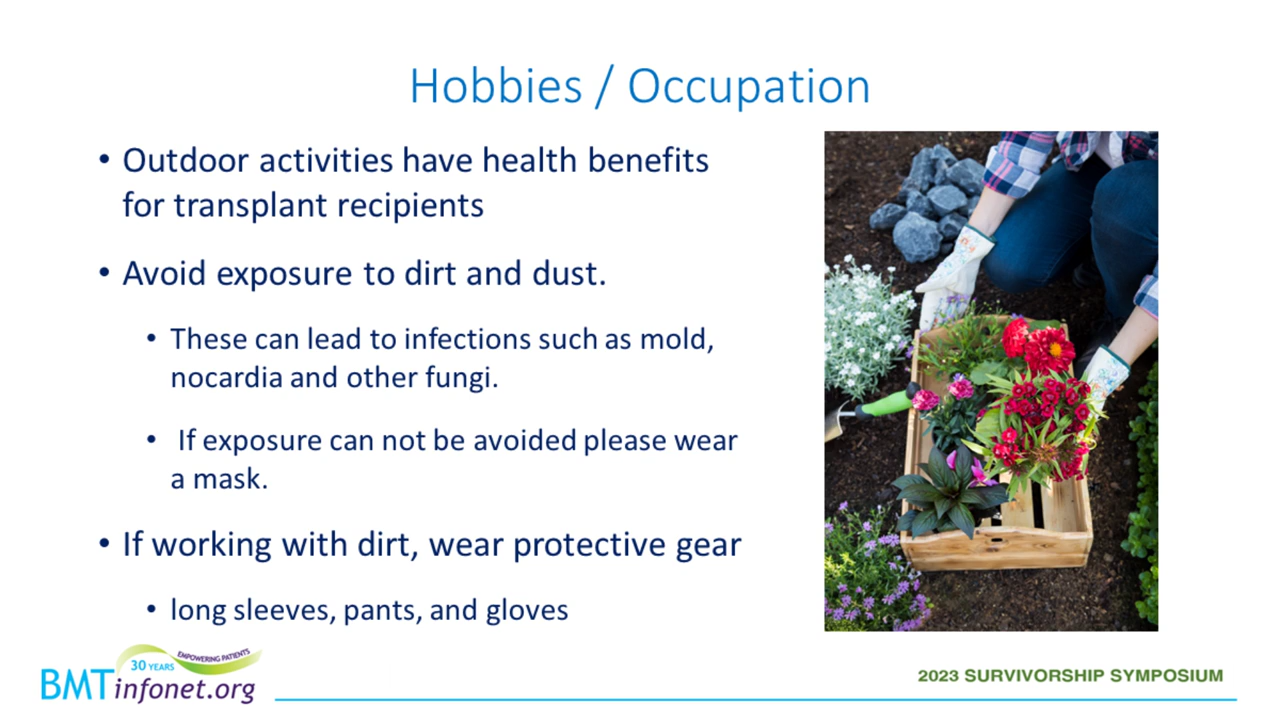 Hobbies / Occupation
• Outdoor activities have health benefits
for transplant recipients
• Avoid exposure to dirt and dust.
• These can lead to infections such as mold,
nocardia and other fungi.
• If exposure can not be avoided please wear
a mask.
• If working with dirt, wear protective gear
• long sleeves, pants, and gloves
30 YEARS
EMPOWERING PATIENTS
BMTinfonet.org
2023 SURVIVORSHIP SYMPOSIUM